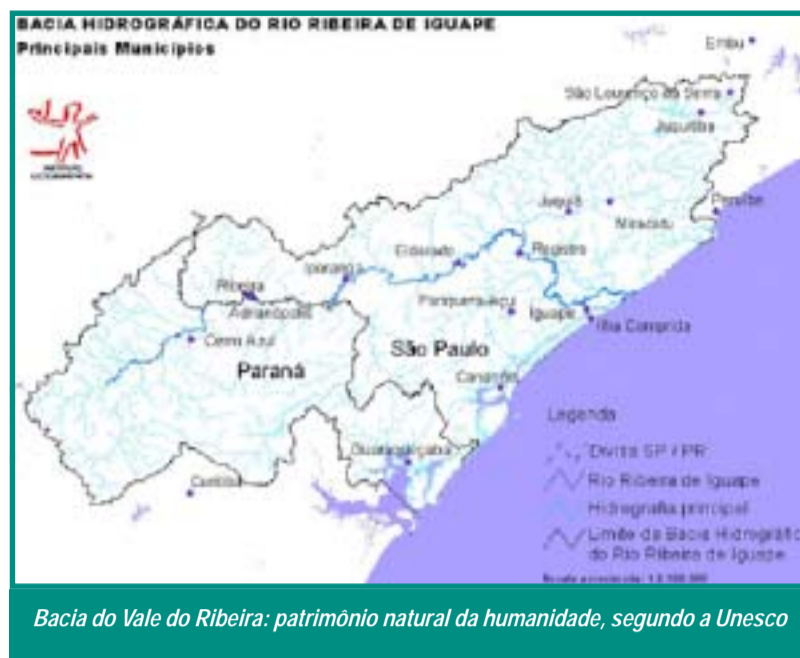 BACIA HIDROGRÁFICA DO RIO RIBEIRA DE IGUAPE
Principais Municípios
Embu
São Lourenço da Serra
Juquitiba
INSTITUTO
Peruíbe
Juquiá
Miracatu
Eldorado
Registro
Iporanga
Ribeira
Adrianópolis
Pariquera-Açu
Iguape
Ilha Comprida
Cerro Azul
São Paulo
Paraná
Cananéia
Guaraqueçaba
Curitiba
Legenda
Divisa SP / PR
Rio Ribeira de Iguape
Hidrografia principal
Limite da Bacia Hidrográfic
do Rio Ribeira de Iguape
Bacia do Vale do Ribeira: patrimônio natural da humanidade, segundo a Unesco